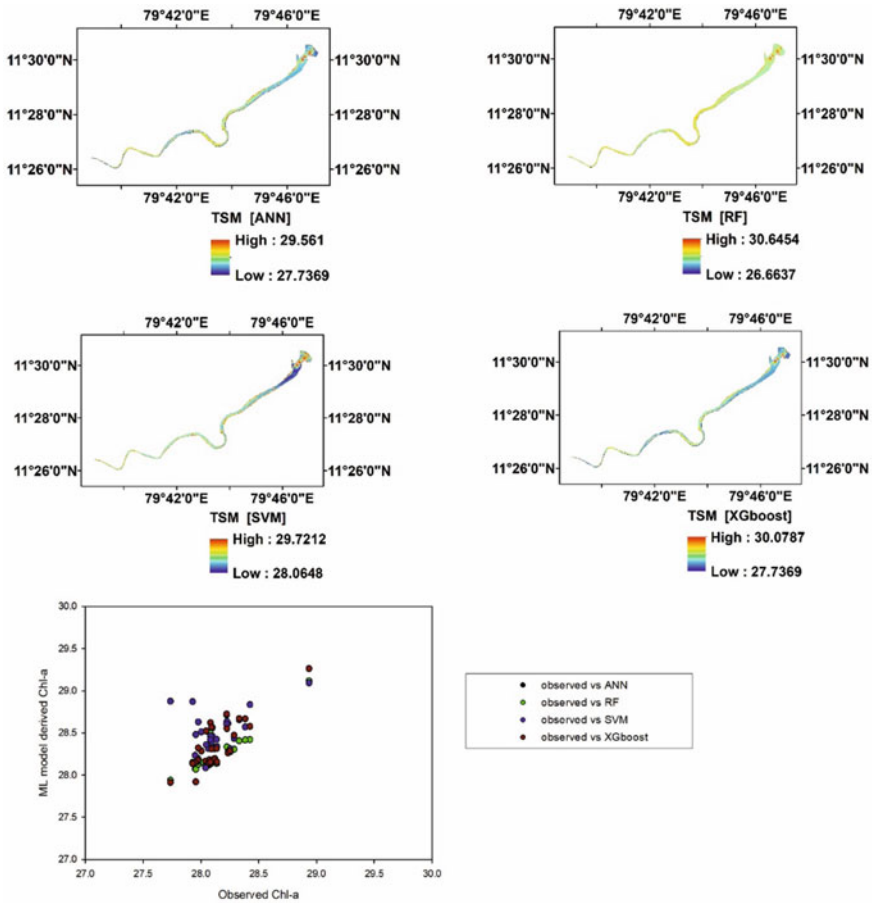 79°42'0"E 79°46'0"E
11°30'0"N 11°30'0"N
11°28'0"N 11°28'0"N
11°26'0"N 11°26'0"N
79°42'0"E 79°46'0"E
TSM [ANN]
High : 29.561
Low : 27.7369
79°42'0"E 79°46'0"E
11°30'0"N 11°30'0"N
11°28'0"N 11°28'0"N
11°26'0"N 11°26'0"N
79°42'0"E 79°46'0"E
TSM [RF]
High : 30.6454
Low : 26.6637
79°42'0"E 79°46'0"E
11°30'0"N 11°30'0"N
11°28'0"N 11°28'0"N
11°26'0"N 11°26'0"N
79°42'0"E 79°46'0"E
TSM [SVM]
High : 29.7212
Low : 28.0648
79°42'0"E 79°46'0"E
11°30'0"N 11°30'0"N
11°28'0"N 11°28'0"N
11°26'0"N 11°26'0"N
79°42'0"E 79°46'0"E
TSM [XGboost]
High : 30.0787
Low : 27.7369
ML model derived Chl-a
30.0
29.5
29.0
28.5
28.0
27.5
27.0
27.0 27.5 28.0 28.5 29.0 29.5 30.0
Observed Chl-a
observed vs ANN
observed vs RF
observed vs SVM
observed vs XGboost